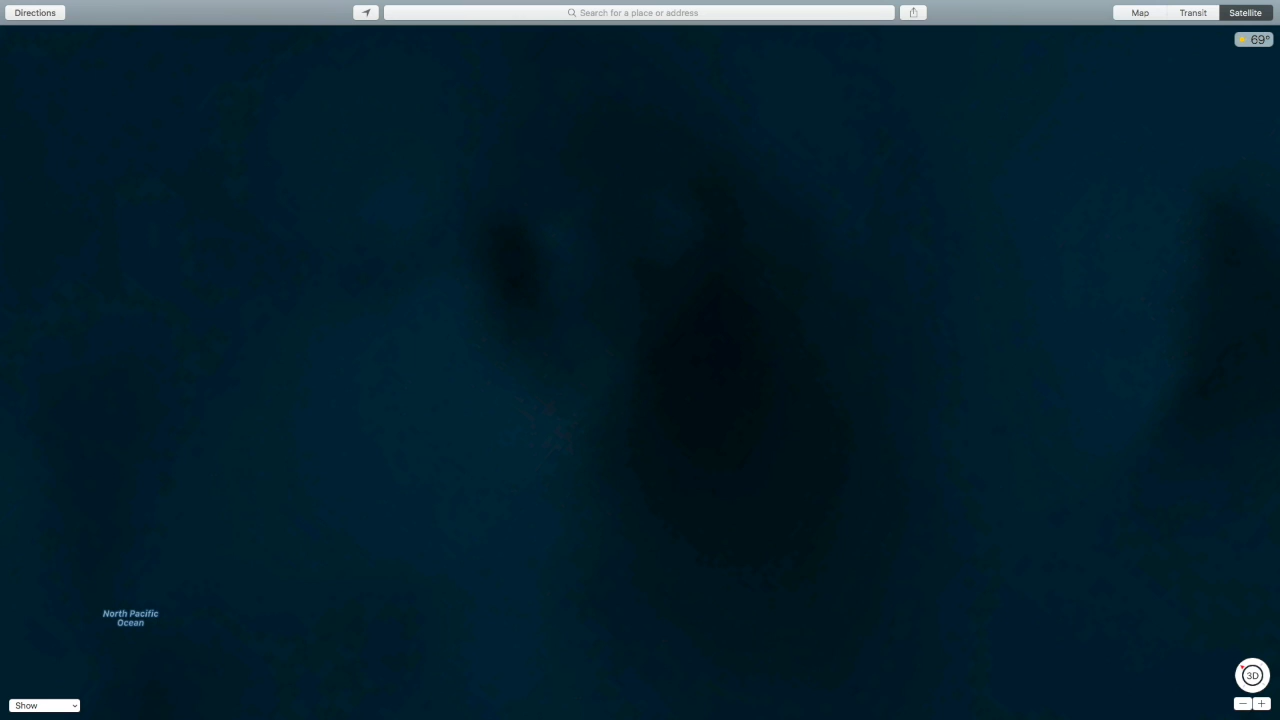 Directions
Search for a place or address
Map
Transit
Satellite
69°
North Pacific
Ocean
3D
Show